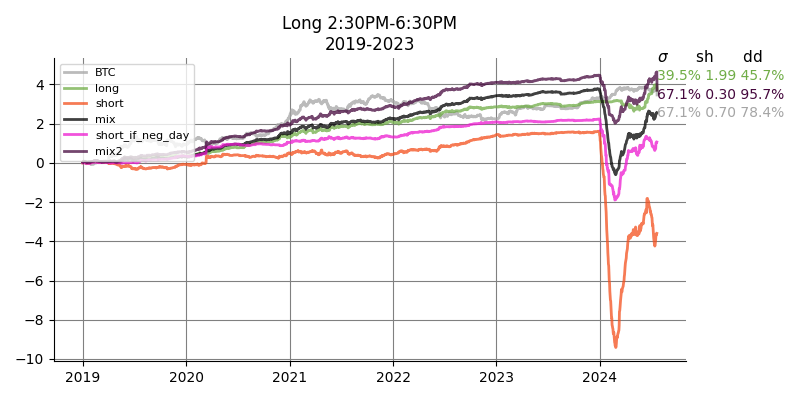 Long 2:30PM-6:30PM
2019-2023
σ sh dd
39.5% 1.99 45.7%
67.1% 0.30 95.7%
67.1% 0.70 78.4%
BTC
long
short
mix
short_if_neg_day
mix2
4
2
0
−2
−4
−6
−8
−10
2019 2020 2021 2022 2023 2024